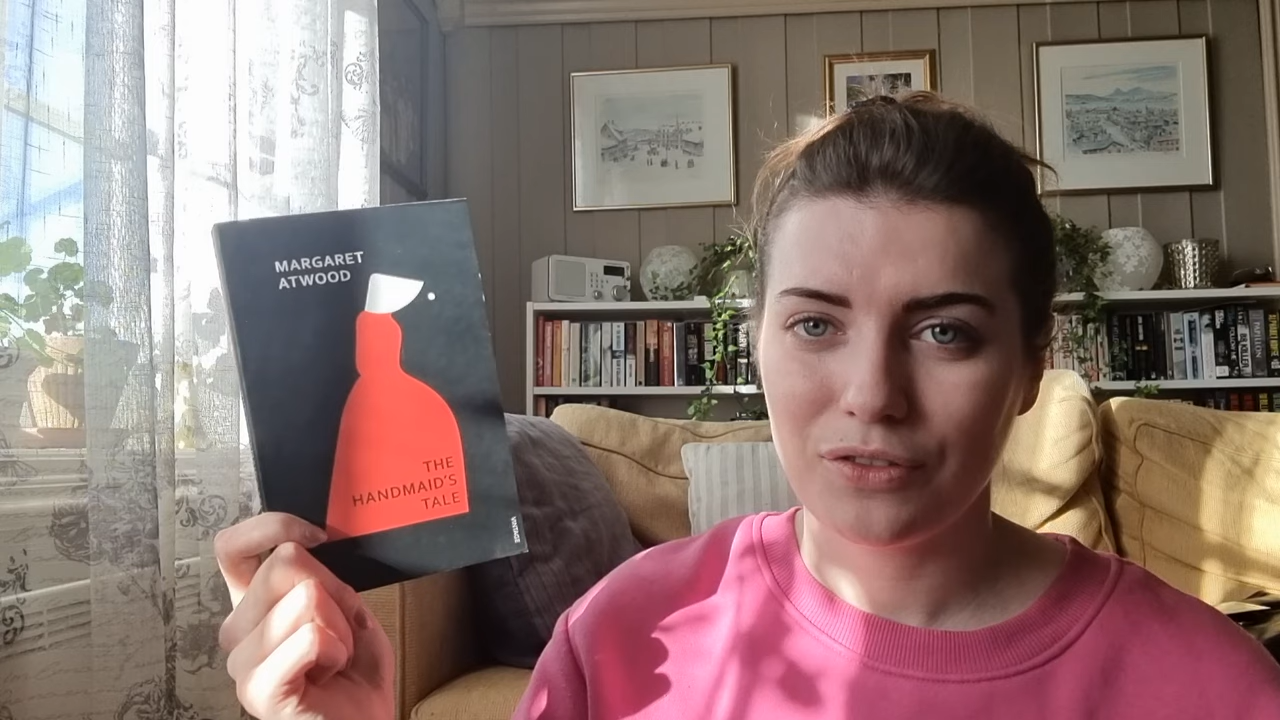 MARGARET
ATWOOD
THE
HANDMAID'S
TALE
VINTAGE